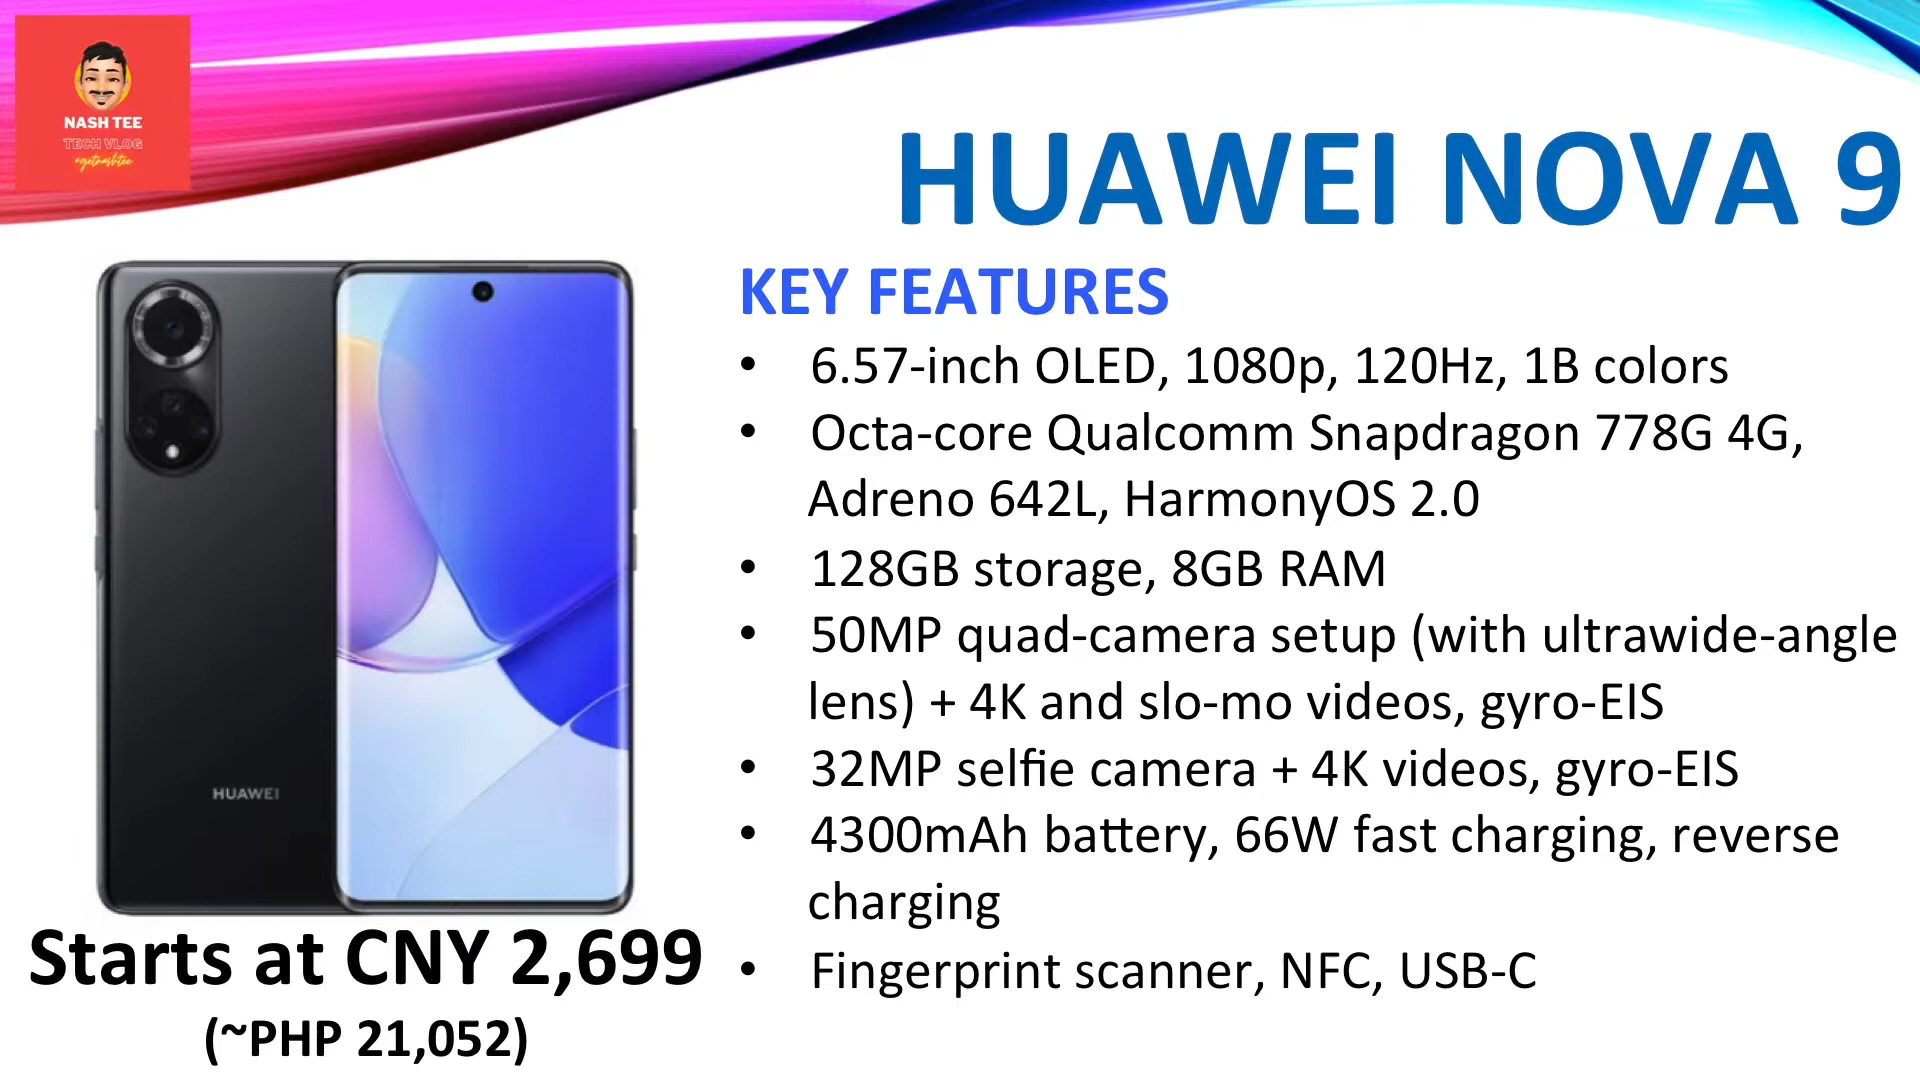 NASH TEE
TECH VLOG
#getnashtee
HUAWEI NOVA 9
KEY FEATURES
• 6.57-inch OLED, 1080p, 120Hz, 1B colors
• Octa-core Qualcomm Snapdragon 778G 4G,
Adreno 642L, HarmonyOS 2.0
• 128GB storage, 8GB RAM
• 50MP quad-camera setup (with ultrawide-angle
lens) + 4K and slo-mo videos, gyro-EIS
• 32MP selfie camera + 4K videos, gyro-EIS
• 4300mAh battery, 66W fast charging, reverse
charging
• Fingerprint scanner, NFC, USB-C
HUAWEI
Starts at CNY 2,699
(~PHP 21,052)